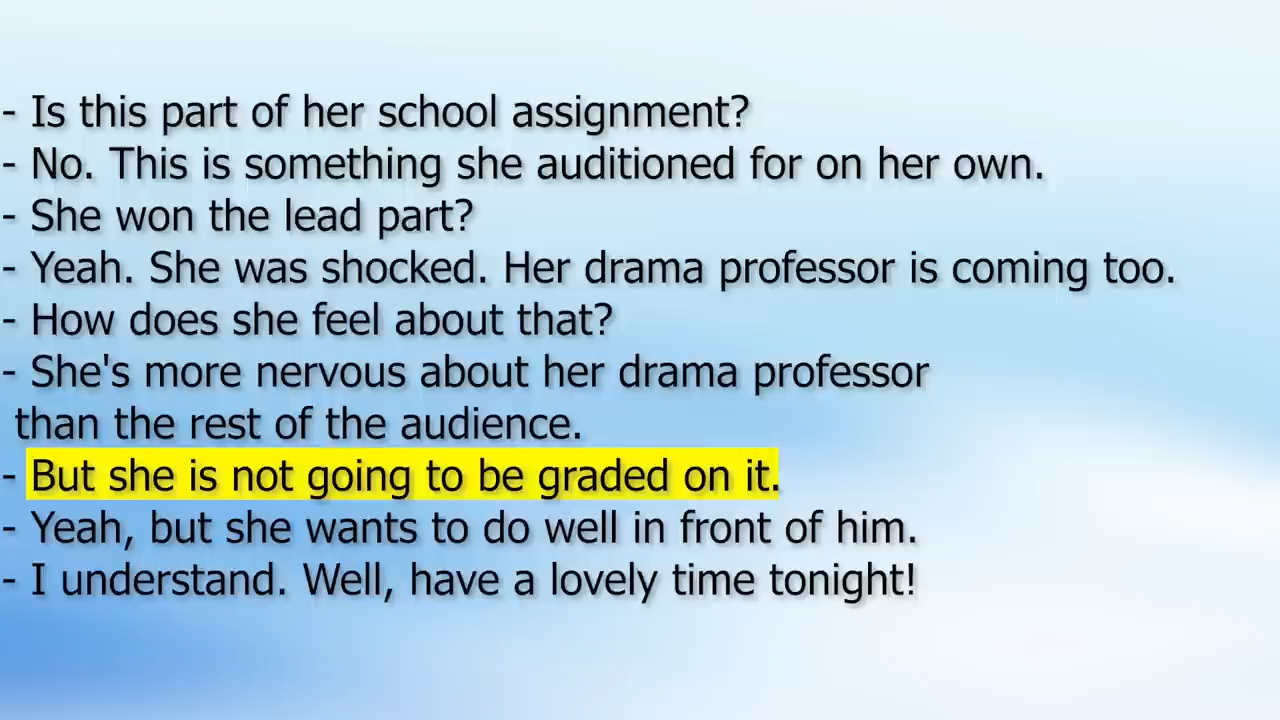 - Is this part of her school assignment?
- No. This is something she auditioned for on her own.
- She won the lead part?
- Yeah. She was shocked. Her drama professor is coming too.
- How does she feel about that?
- She's more nervous about her drama professor
than the rest of the audience.
- But she is not going to be graded on it.
- Yeah, but she wants to do well in front of him.
- I understand. Well, have a lovely time tonight!